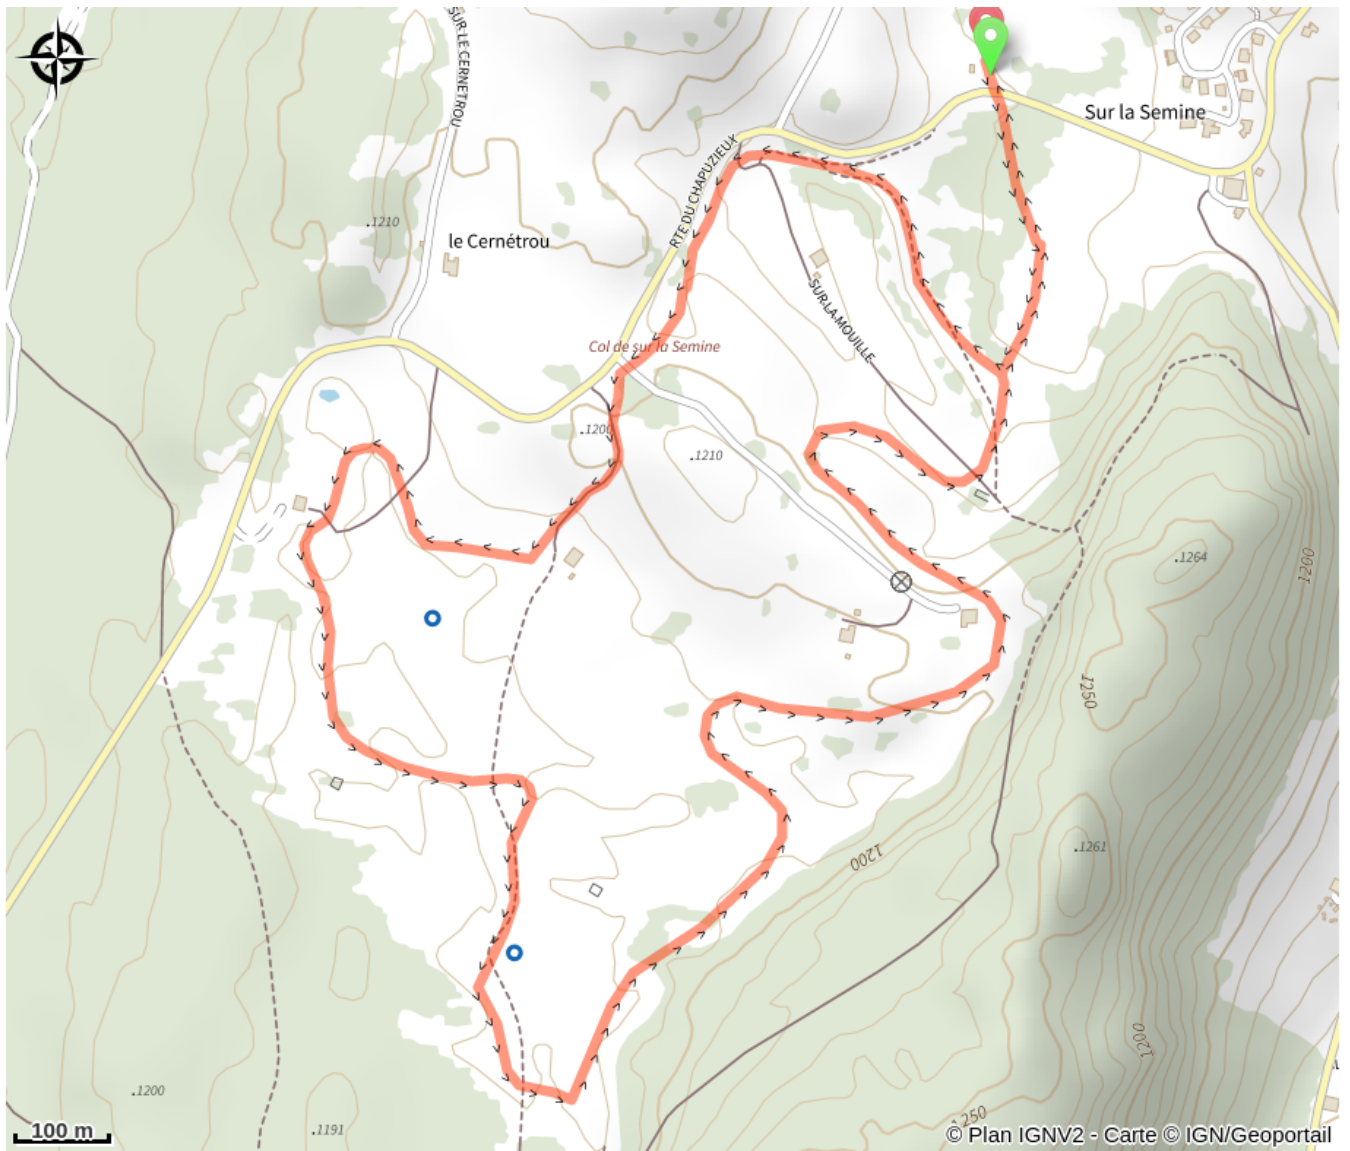 SUR LE CERNETROU
Sur la Semine
RTE DU CHAPUZIEUX
.1210
le Cernétrou
SUR LA MOUILLE
Col de sur la Semine
.1200
.1210
.1264
1200
1250
.1261
1200
1200
.1200
.1191
1250
100 m
© Plan IGNV2 - Carte © IGN/Geoportail